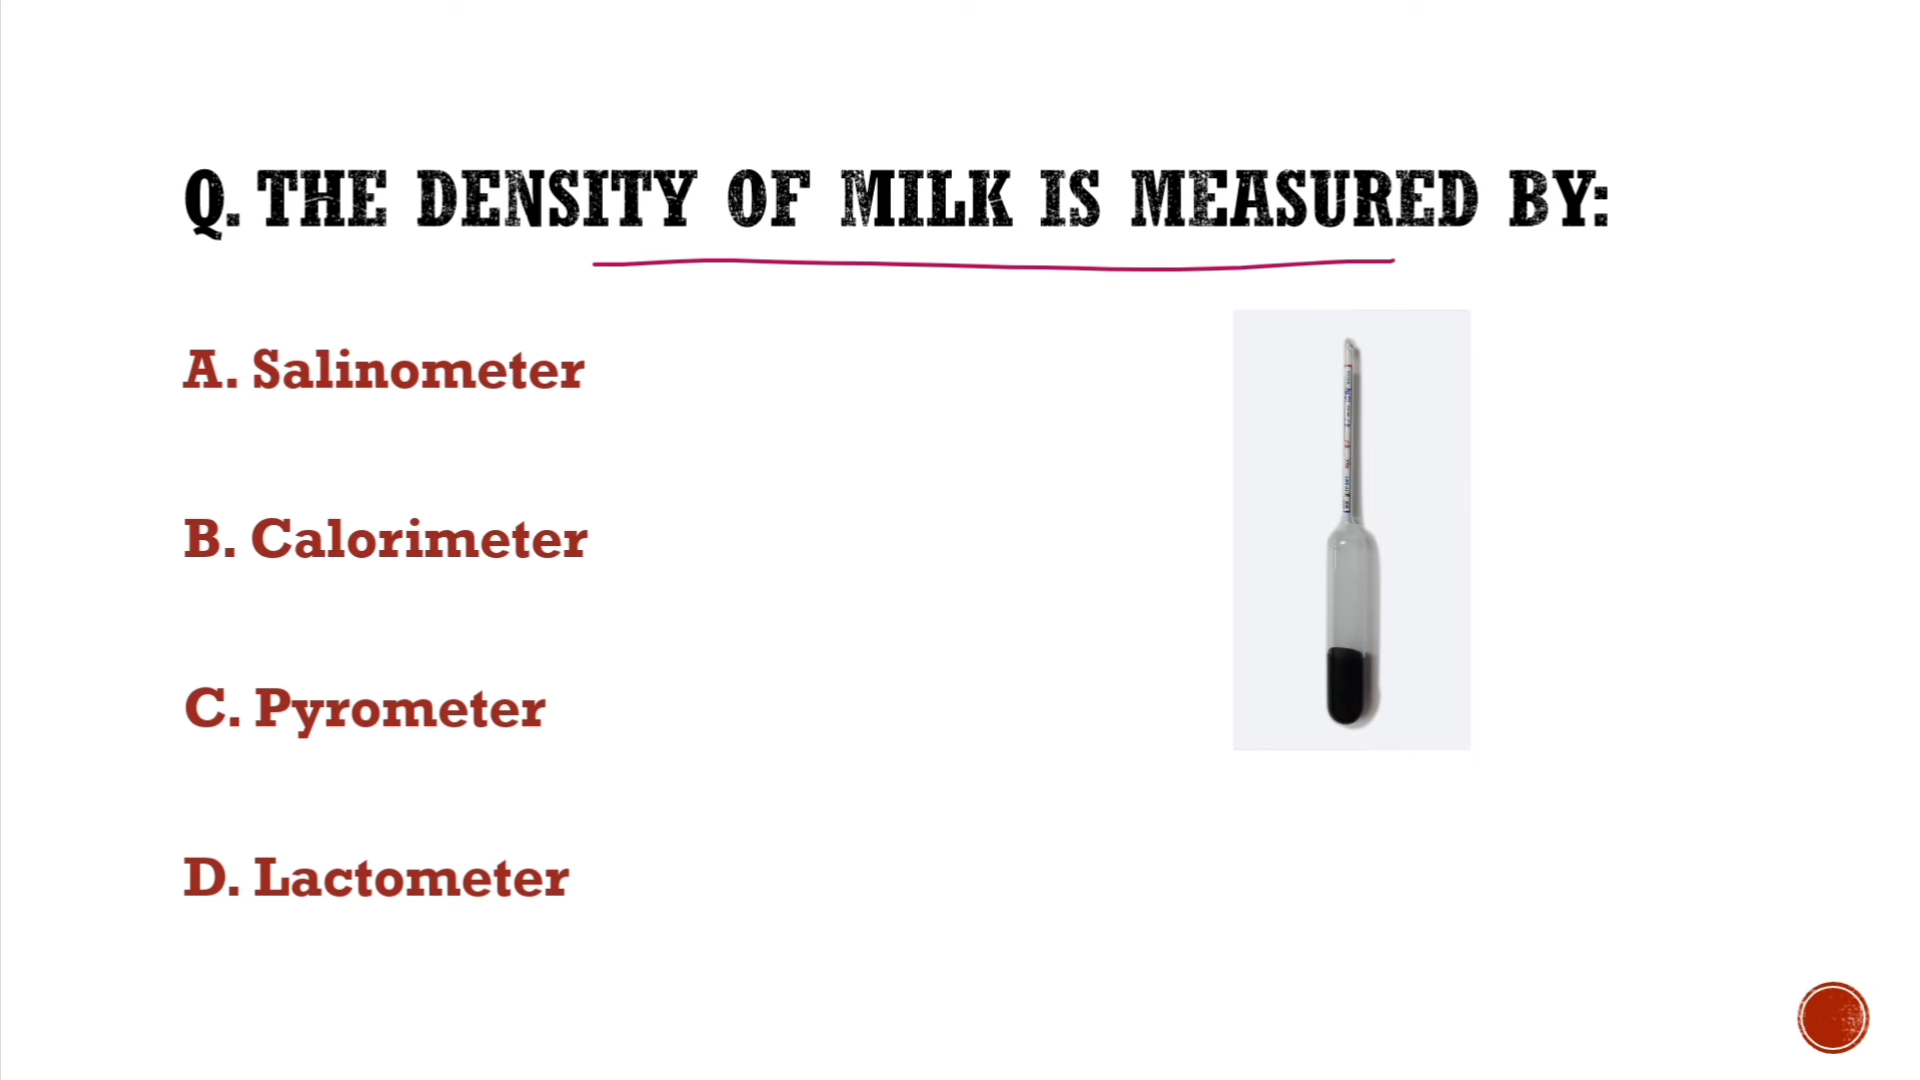 Q. THE DENSITY OF MILK IS MEASURED BY:
A. Salinometer
B. Calorimeter
C. Pyrometer
D. Lactometer